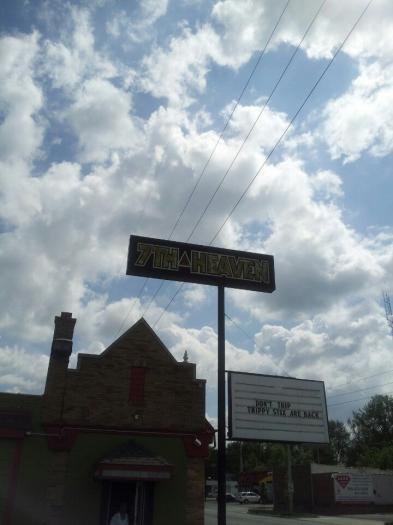 7TH HEAVEN
DON'T TRIP
TRIPPY STIX ARE BACK